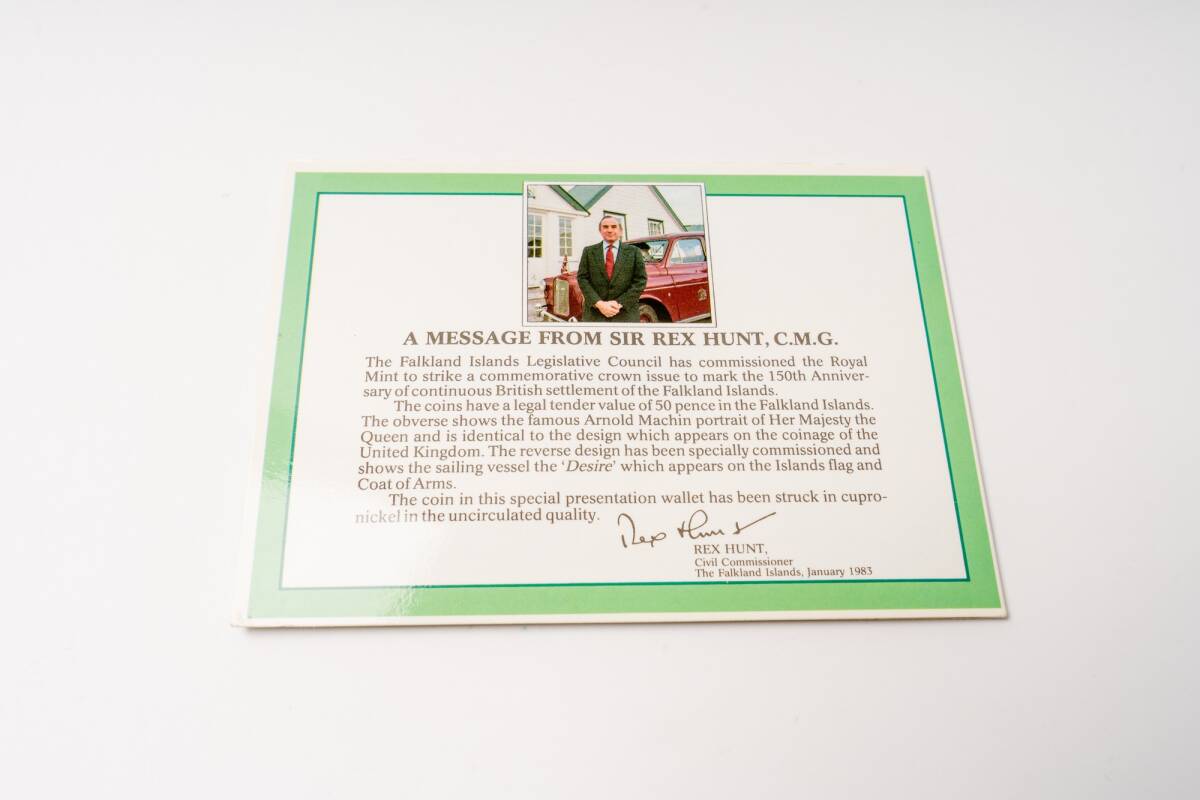 A MESSAGE FROM SIR REX HUNT, C.M.G.
The Falkland Islands Legislative Council has commissioned the Royal
Mint to strike a commemorative crown issue to mark the 150th Anniver-
sary of continuous British settlement of the Falkland Islands.
The coins have a legal tender value of 50 pence in the Falkland Islands.
The obverse shows the famous Arnold Machin portrait of Her Majesty the
Queen and is identical to the design which appears on the coinage of the
United Kingdom. The reverse design has been specially commissioned and
shows the sailing vessel the ‘Desire’ which appears on the Islands flag and
Coat of Arms.
The coin in this special presentation wallet has been struck in cupro-
nickel in the uncirculated quality.
Rex Hunt
REX HUNT,
Civil Commissioner
The Falkland Islands, January 1983